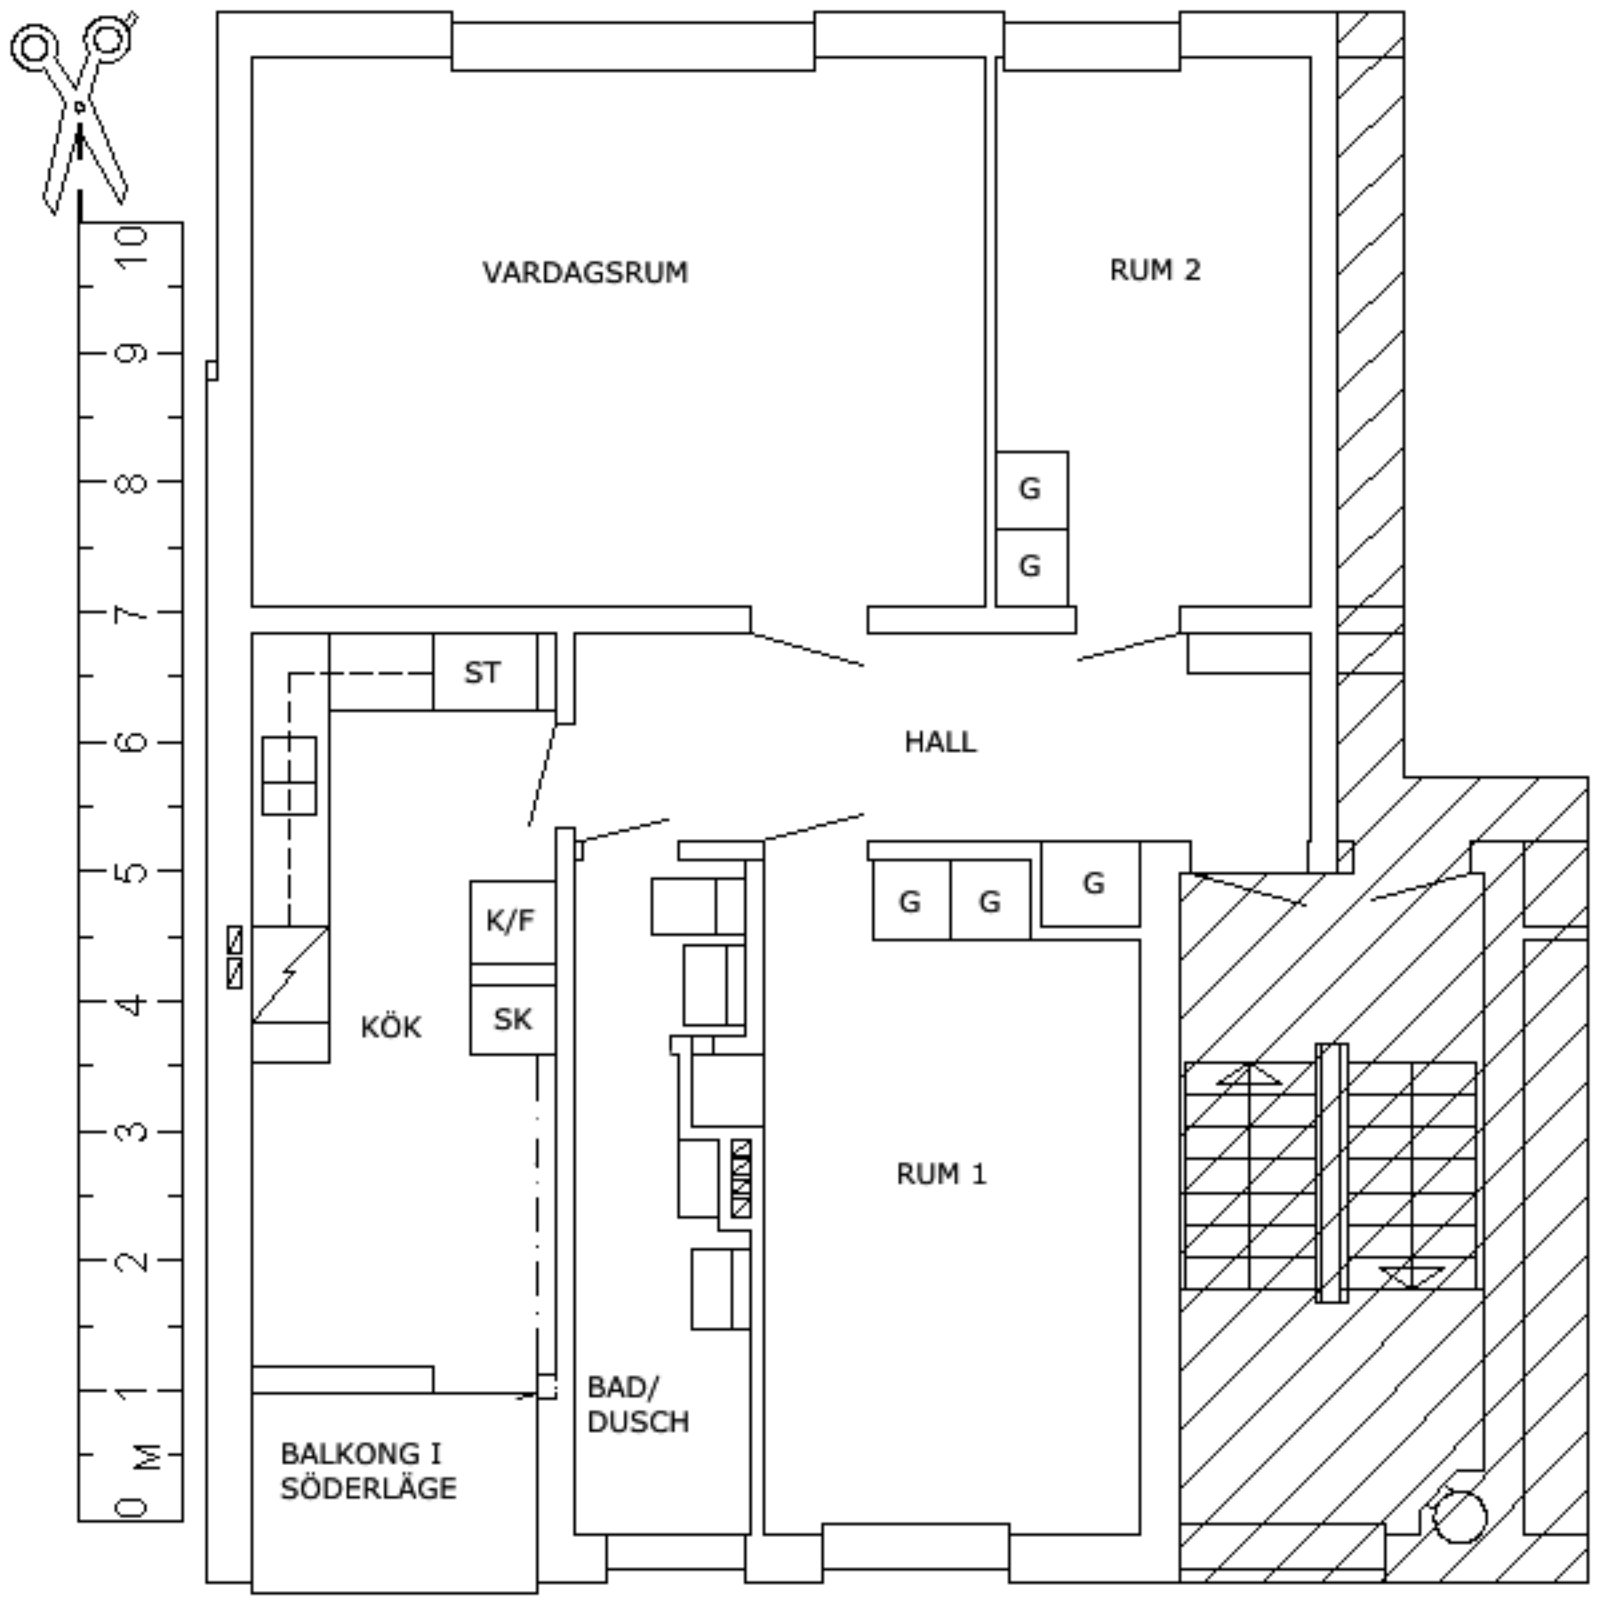 VARDAGSRUM
RUM 2
10
9
8
7
6
5
4
3
2
1
M
0
G
G
ST
HALL
K/F
SK
KÖK
G
G
G
RUM 1
BAD/
DUSCH
BALKONG I
SÖDERLÄGE